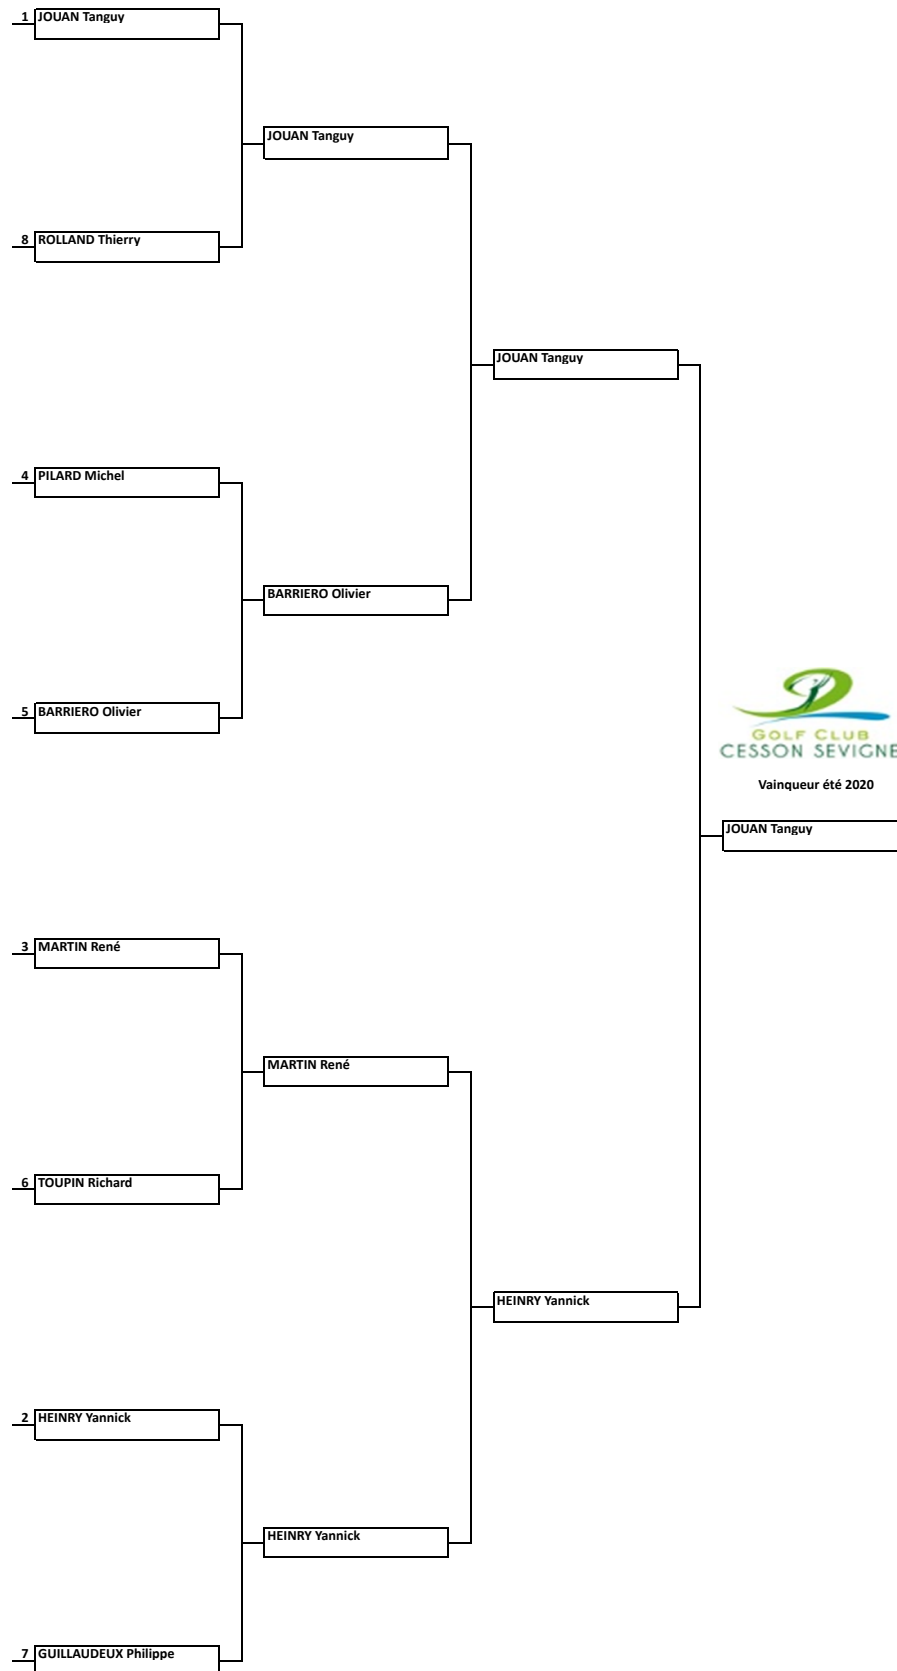 1 JOUAN Tanguy
JOUAN Tanguy
8 ROLLAND Thierry
JOUAN Tanguy
4 PILARD Michel
BARRIERO Olivier
5 BARRIERO Olivier
GOLF CLUB
CESSON SEVIGNE
Vainqueur été 2020
JOUAN Tanguy
3 MARTIN René
MARTIN René
6 TOUPIN Richard
HEINRY Yannick
2 HEINRY Yannick
HEINRY Yannick
7 GUILLAUDEUX Philippe